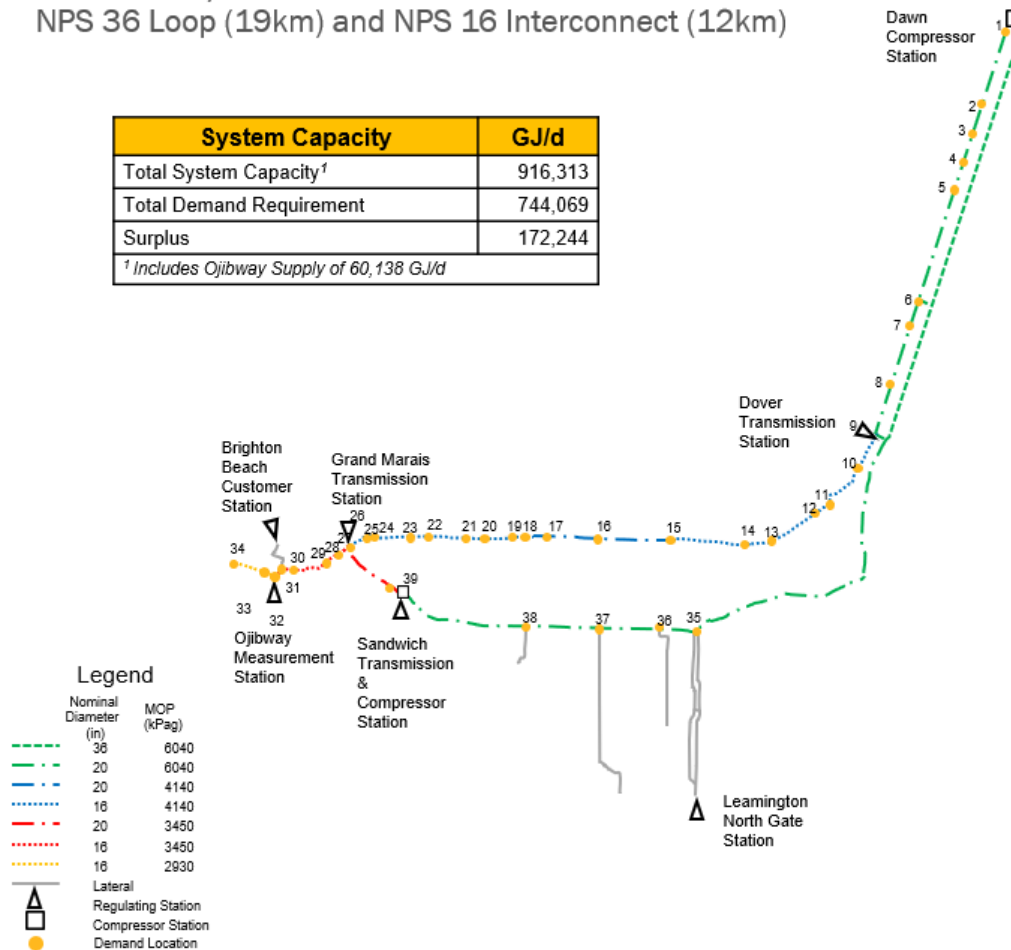 NPS 36 Loop (19km) and NPS 16 Interconnect (12km)
Dawn
Compressor
Station
1
System Capacity GJ/d
Total System Capacity1 916,313
Total Demand Requirement 744,069
Surplus 172,244
1 Includes Ojibway Supply of 60,138 GJ/d
2
3
4
5
6
7
8
Dover
Transmission
Station
9
10
11
12
13
14
15
16
17
18
19
20
21
22
23
24
25
26
Grand Marais
Transmission
Station
Brighton
Beach
Customer
Station
28
29
30
31
32
33
34
Ojibway
Measurement
Station
39
Sandwich
Transmission
&
Compressor
Station
38
37
36
35
Leamington
North Gate
Station
Legend
Nominal
Diameter
(in)
MOP
(kPag)
36 6040
20 6040
20 4140
16 4140
20 3450
16 3450
16 2930
Lateral
Regulating Station
Compressor Station
Demand Location